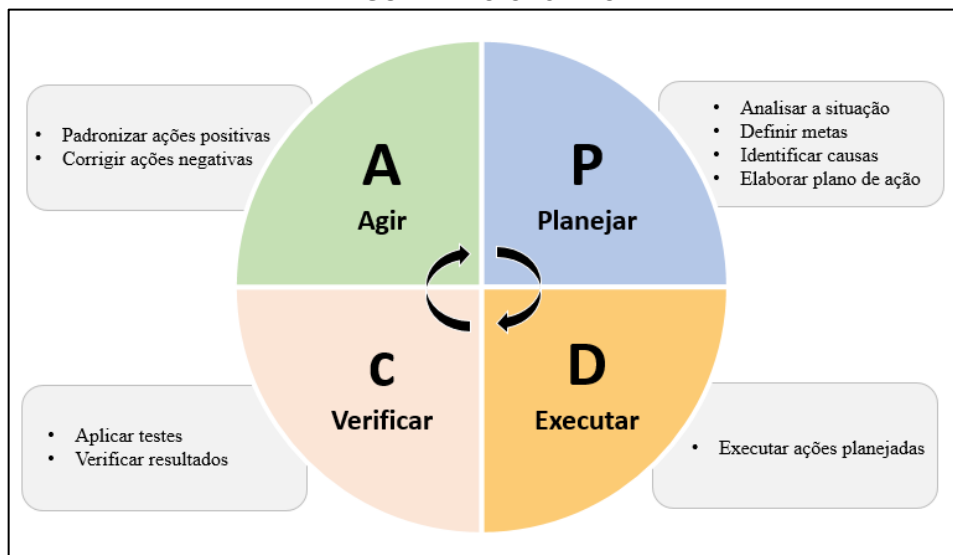 A
Agir
P
Planejar
c
Verificar
D
Executar
• Padronizar ações positivas
• Corrigir ações negativas
• Analisar a situação
• Definir metas
• Identificar causas
• Elaborar plano de ação
• Aplicar testes
• Verificar resultados
• Executar ações planejadas